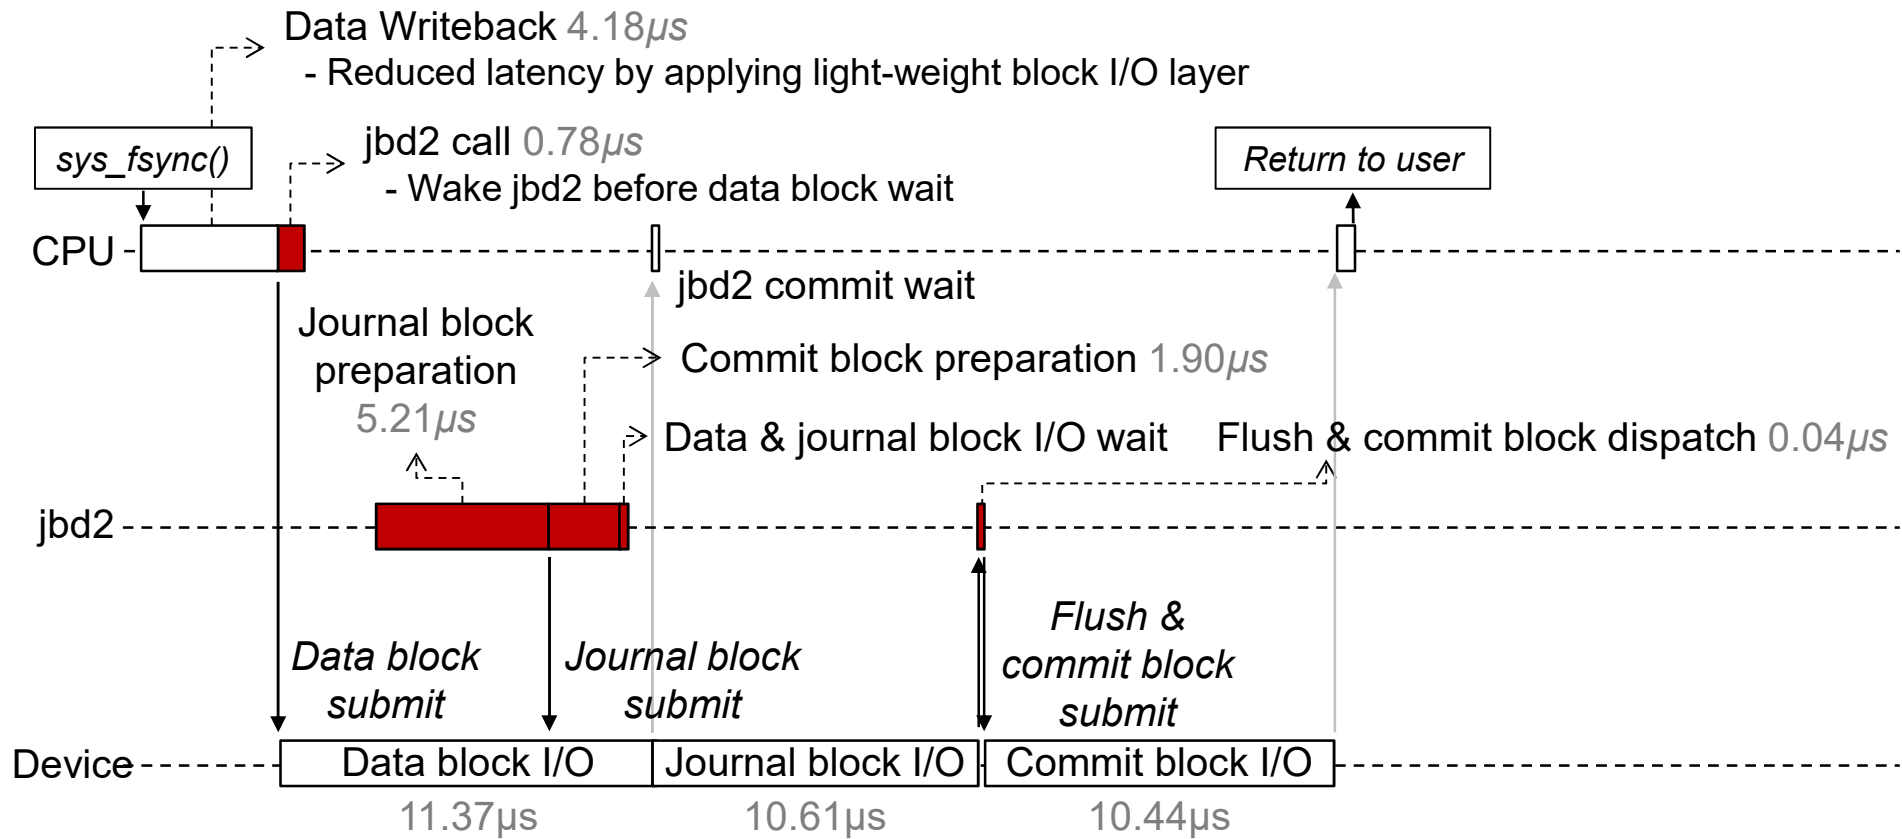 Data Writeback 4.18µs
- Reduced latency by applying light-weight block I/O layer
sys_fsync()
jbd2 call 0.78µs
- Wake jbd2 before data block wait
Return to user
CPU
jbd2 commit wait
Journal block
preparation
5.21µs
Commit block preparation 1.90µs
Data & journal block I/O wait
Flush & commit block dispatch 0.04µs
jbd2
Data block
submit
Journal block
submit
Flush &
commit block
submit
Device
Data block I/O
Journal block I/O
Commit block I/O
11.37µs
10.61µs
10.44µs